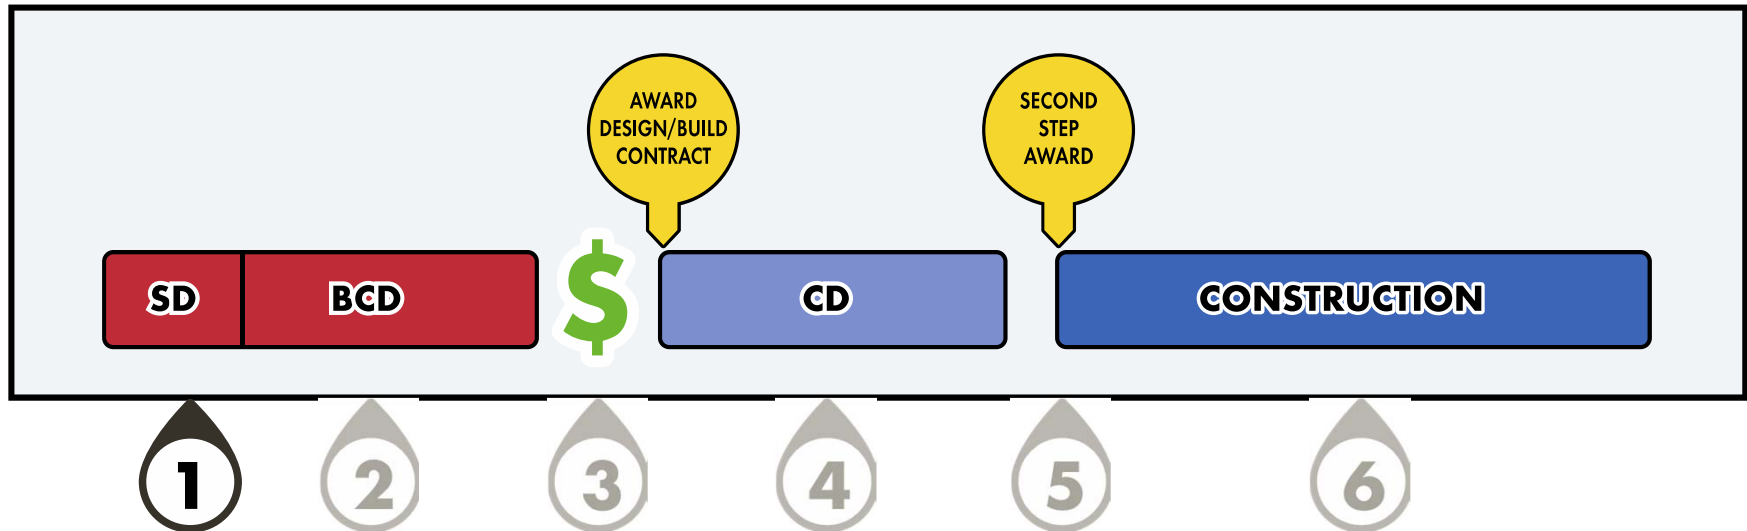 AWARD
DESIGN/BUILD
CONTRACT
SECOND
STEP
AWARD
SD
BCD
$
CD
CONSTRUCTION
1
2
3
4
5
6